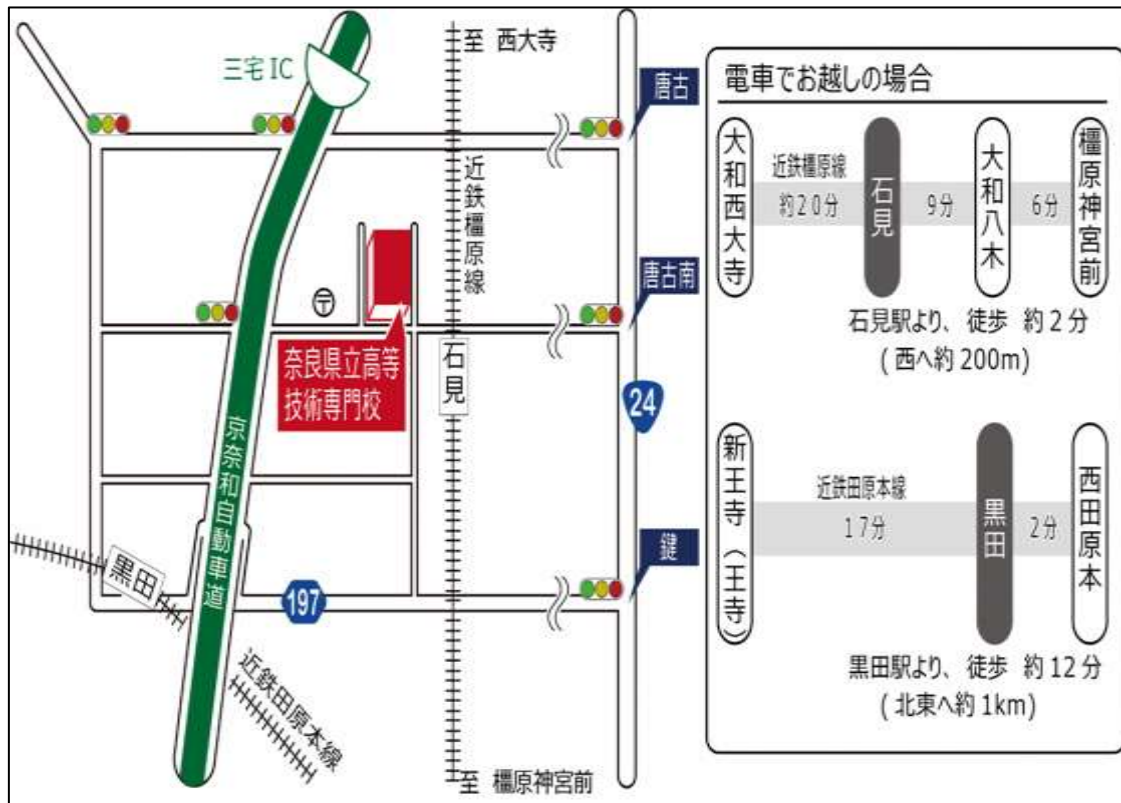 至 西大寺
三宅IC
唐古
近鉄橿原線
唐古南
〒
奈良県立高等
技術専門校
石見
24
京奈和自動車道
鍵
黒田
197
近鉄田原本線
至 橿原神宮前
電車でお越しの場合
大和西大寺
近鉄橿原線
約20分
石見
9分
大和八木
6分
橿原神宮前
石見駅より、徒歩 約2分
(西へ約200m)
新王寺(王寺)
近鉄田原本線
17分
黒田
2分
西田原本
黒田駅より、徒歩 約12分
(北東へ約1km)